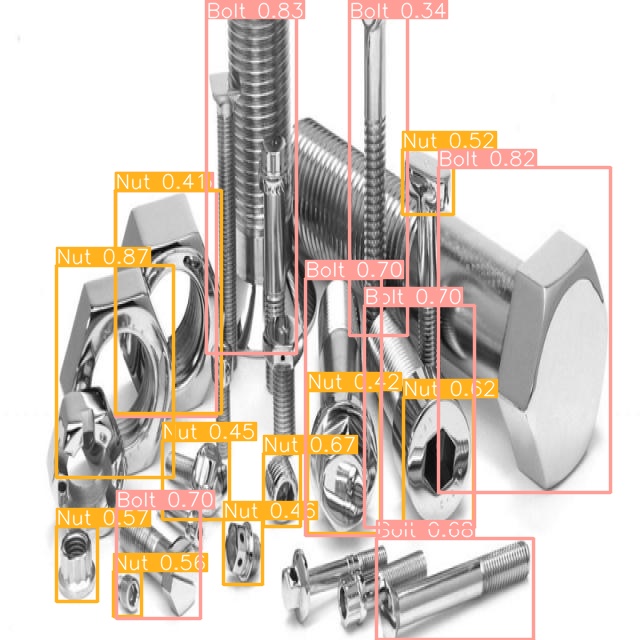 Bolt 0.83
Bolt 0.34
Nut 0.52
Bolt 0.82
Nut 0.41
Nut 0.87
Bolt 0.70
Bolt 0.70
Nut 0.42
Nut 0.62
Nut 0.45
Nut 0.67
Bolt 0.70
Nut 0.46
Nut 0.57
Bolt 0.68
Nut 0.56